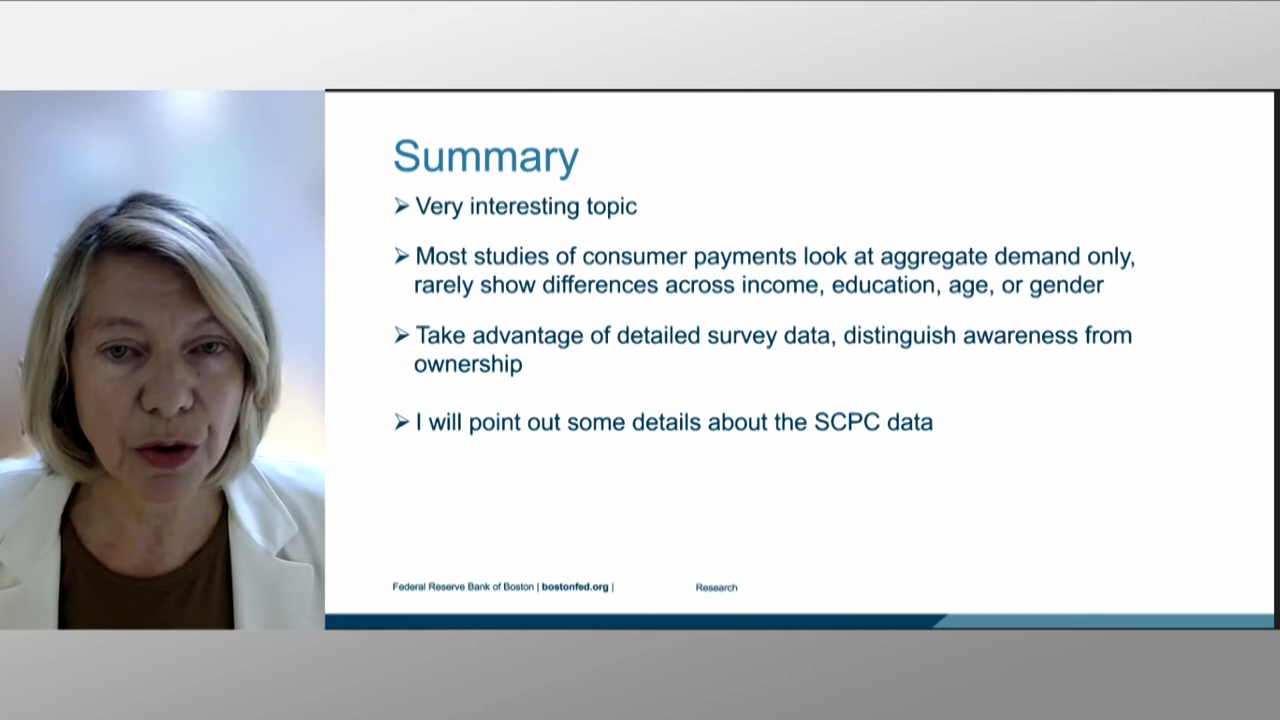 Summary
➢ Very interesting topic
➢ Most studies of consumer payments look at aggregate demand only,
rarely show differences across income, education, age, or gender
➢ Take advantage of detailed survey data, distinguish awareness from
ownership
➢ I will point out some details about the SCPC data
Federal Reserve Bank of Boston | bostonfed.org | Research